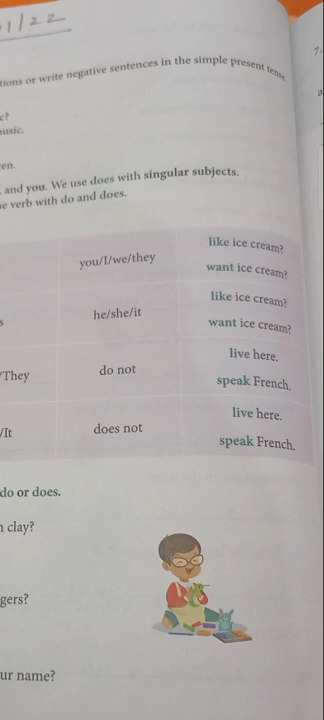 1/22
tions or write negative sentences in the simple present tense.
7.
a
c?
usic.
en.
, and you. We use does with singular subjects.
e verb with do and does.
you/I/we/they
like ice cream?
want ice cream?
s
he/she/it
like ice cream?
want ice cream?
/They
do not
live here.
speak French.
/It
does not
live here.
speak French.
do or does.
clay?
gers?
ur name?